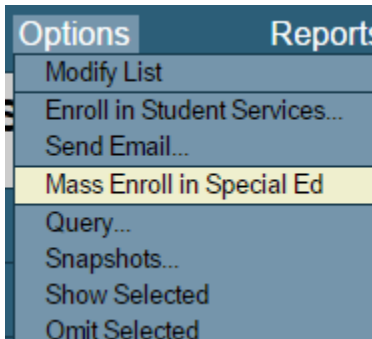 Options Reports
Modify List
Enroll in Student Services...
Send Email...
Mass Enroll in Special Ed
Query...
Snapshots...
Show Selected
Omit Selected